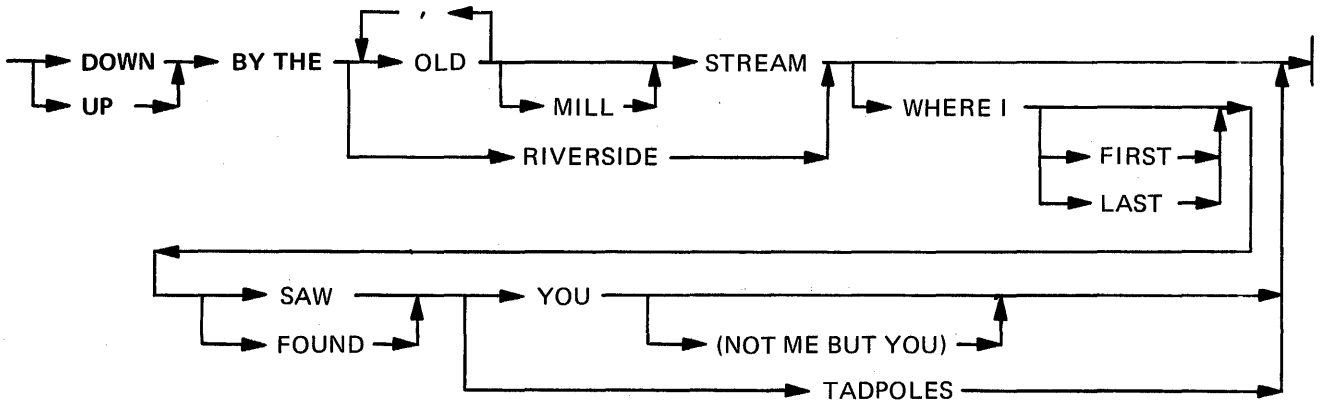 ,
DOWN BY THE OLD STREAM
UP MILL WHERE I
RIVERSIDE FIRST
LAST
SAW YOU
FOUND (NOT ME BUT YOU)
TADPOLES